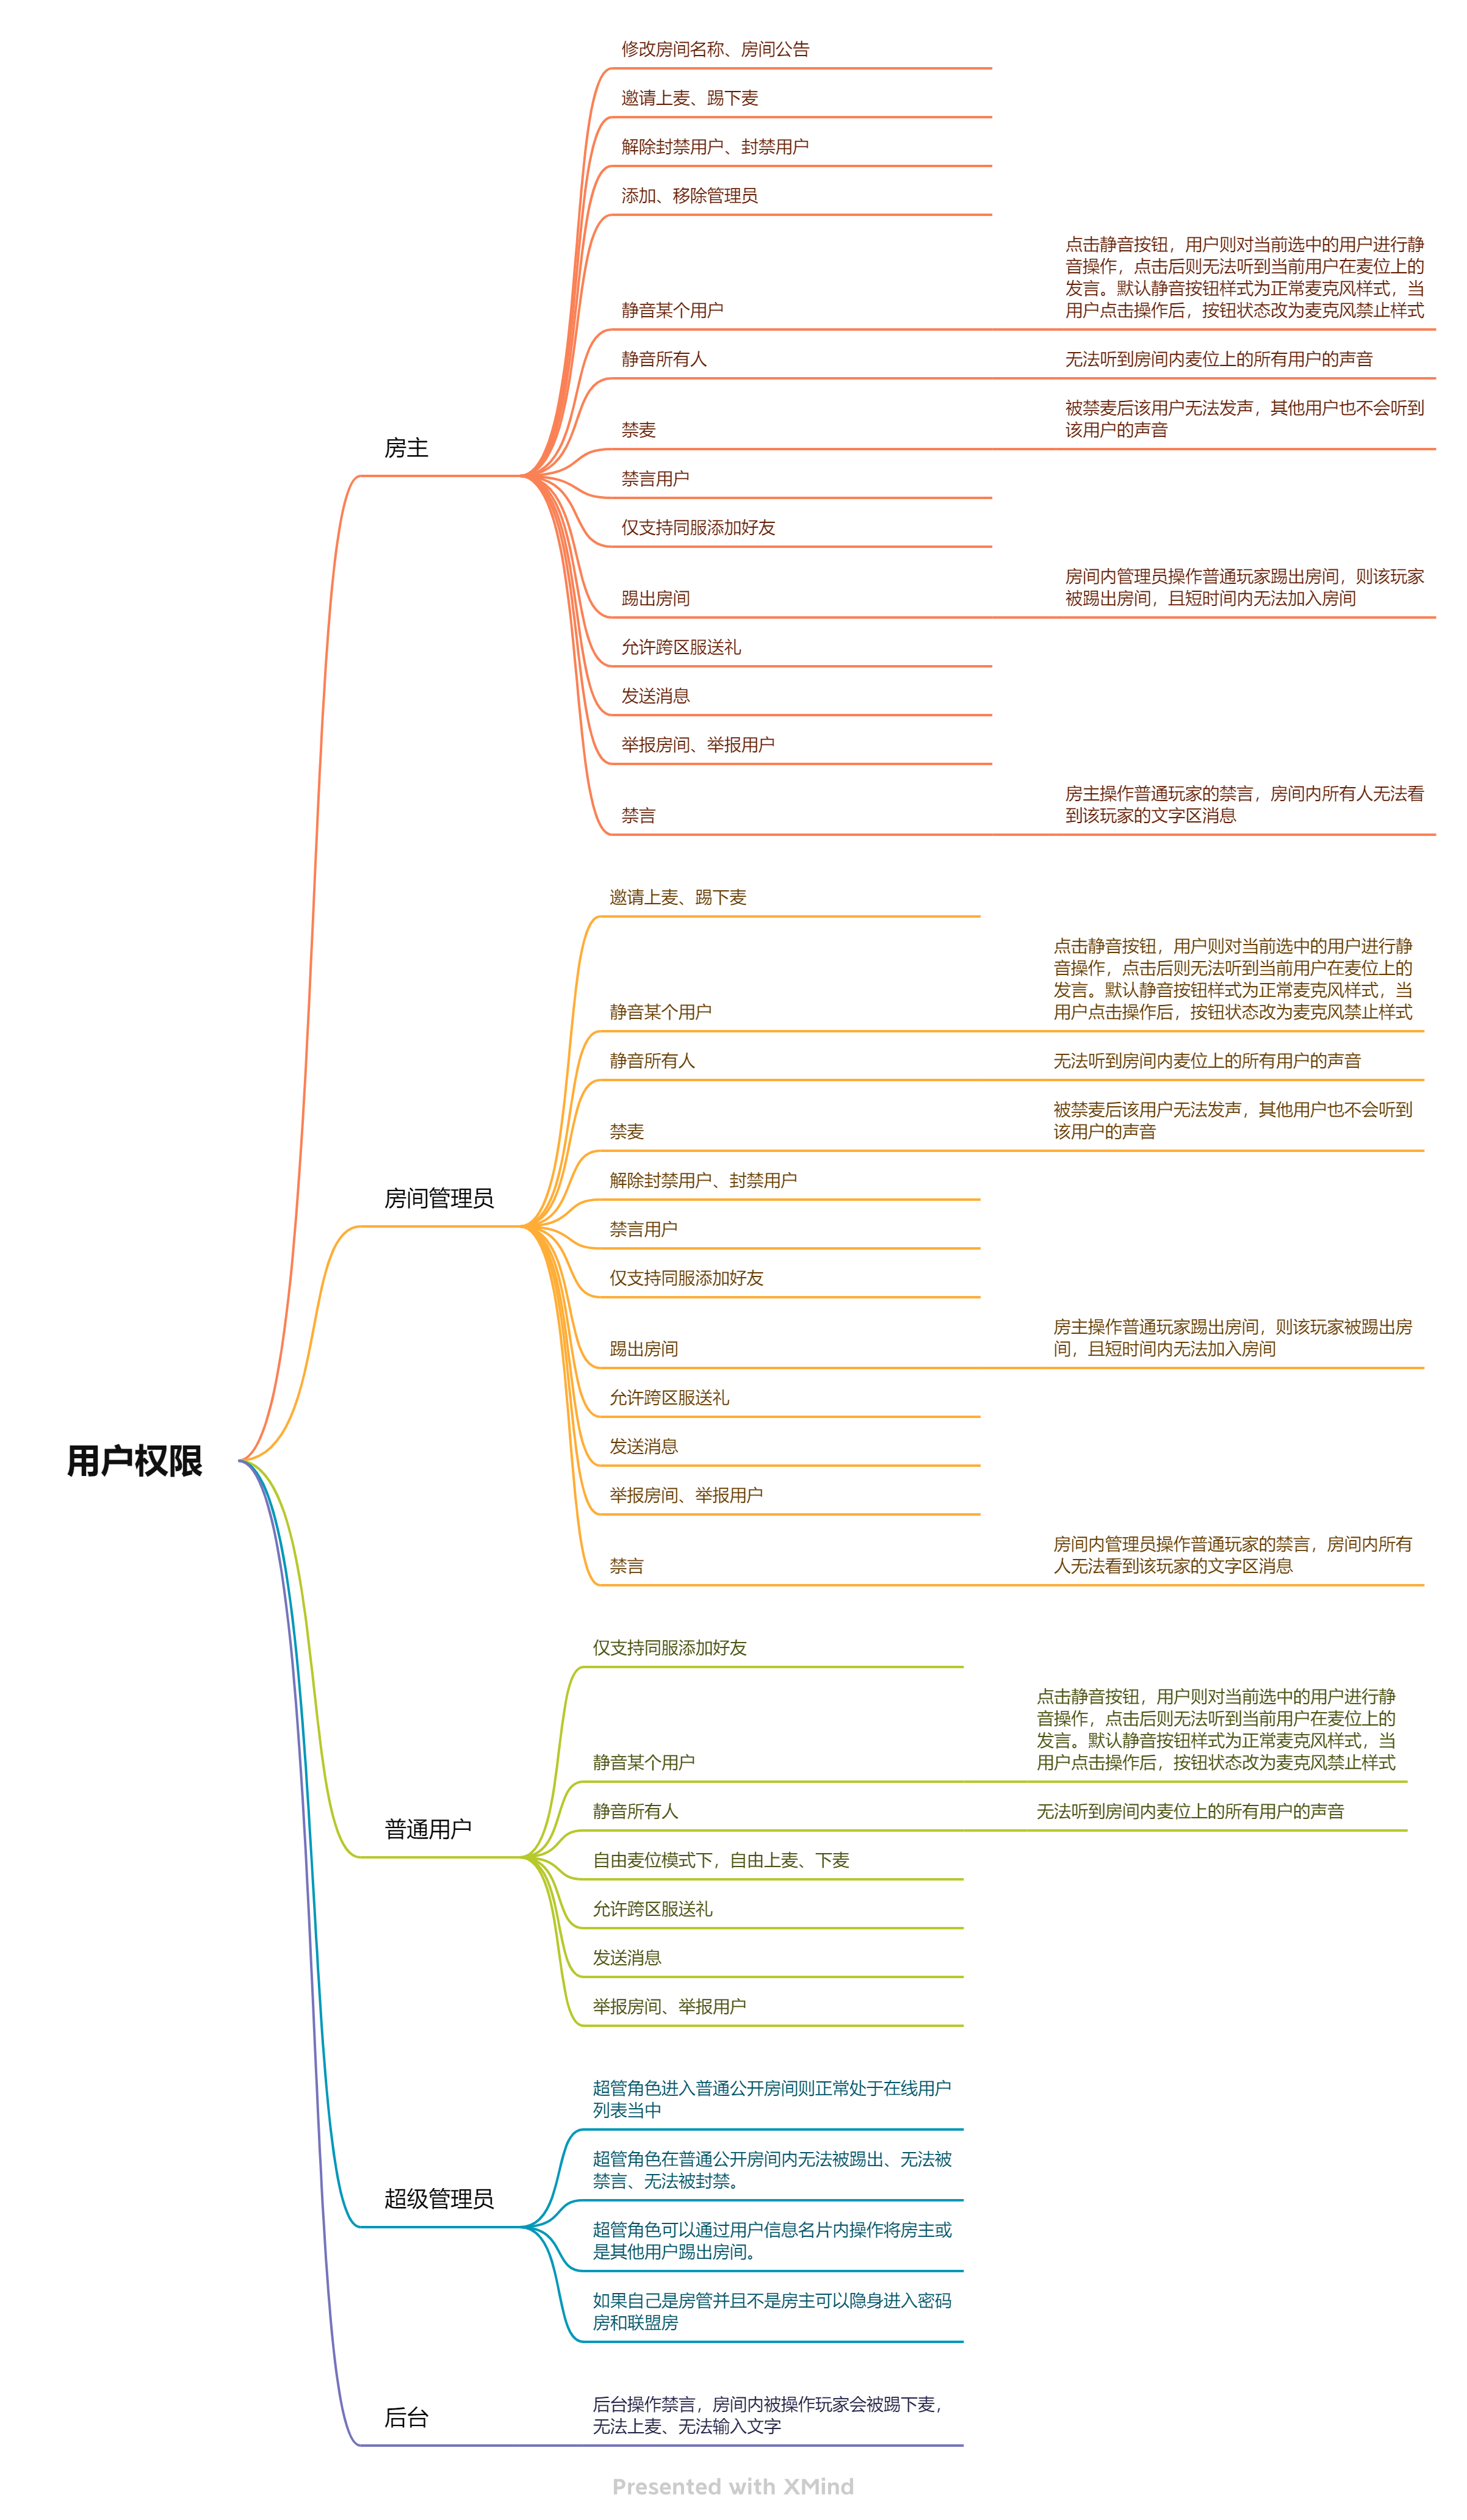 用户权限
房主
修改房间名称、房间公告
邀请上麦、踢下麦
解除封禁用户、封禁用户
添加、移除管理员
静音某个用户
点击静音按钮，用户则对当前选中的用户进行静
音操作，点击后则无法听到当前用户在麦位上的
发言。默认静音按钮样式为正常麦克风样式，当
用户点击操作后，按钮状态改为麦克风禁止样式
静音所有人
无法听到房间内麦位上的所有用户的声音
禁麦
被禁麦后该用户无法发声，其他用户也不会听到
该用户的声音
禁言用户
仅支持同服添加好友
踢出房间
房间内管理员操作普通玩家踢出房间，则该玩家
被踢出房间，且短时间内无法加入房间
允许跨区服送礼
发送消息
举报房间、举报用户
禁言
房主操作普通玩家的禁言，房间内所有人无法看
到该玩家的文字区消息
房间管理员
邀请上麦、踢下麦
静音某个用户
点击静音按钮，用户则对当前选中的用户进行静
音操作，点击后则无法听到当前用户在麦位上的
发言。默认静音按钮样式为正常麦克风样式，当
用户点击操作后，按钮状态改为麦克风禁止样式
静音所有人
无法听到房间内麦位上的所有用户的声音
禁麦
被禁麦后该用户无法发声，其他用户也不会听到
该用户的声音
解除封禁用户、封禁用户
禁言用户
仅支持同服添加好友
踢出房间
房主操作普通玩家踢出房间，则该玩家被踢出房
间，且短时间内无法加入房间
允许跨区服送礼
发送消息
举报房间、举报用户
禁言
房间内管理员操作普通玩家的禁言，房间内所有
人无法看到该玩家的文字区消息
普通用户
仅支持同服添加好友
静音某个用户
点击静音按钮，用户则对当前选中的用户进行静
音操作，点击后则无法听到当前用户在麦位上的
发言。默认静音按钮样式为正常麦克风样式，当
用户点击操作后，按钮状态改为麦克风禁止样式
静音所有人
无法听到房间内麦位上的所有用户的声音
自由麦位模式下，自由上麦、下麦
允许跨区服送礼
发送消息
举报房间、举报用户
超级管理员
超管角色进入普通公开房间则正常处于在线用户
列表当中
超管角色在普通公开房间内无法被踢出、无法被
禁言、无法被封禁。
超管角色可以通过用户信息名片内操作将房主或
是其他用户踢出房间。
如果自己是房管并且不是房主可以隐身进入密码
房和联盟房
后台
后台操作禁言，房间内被操作玩家会被踢下麦，
无法上麦、无法输入文字
Presented with XMind